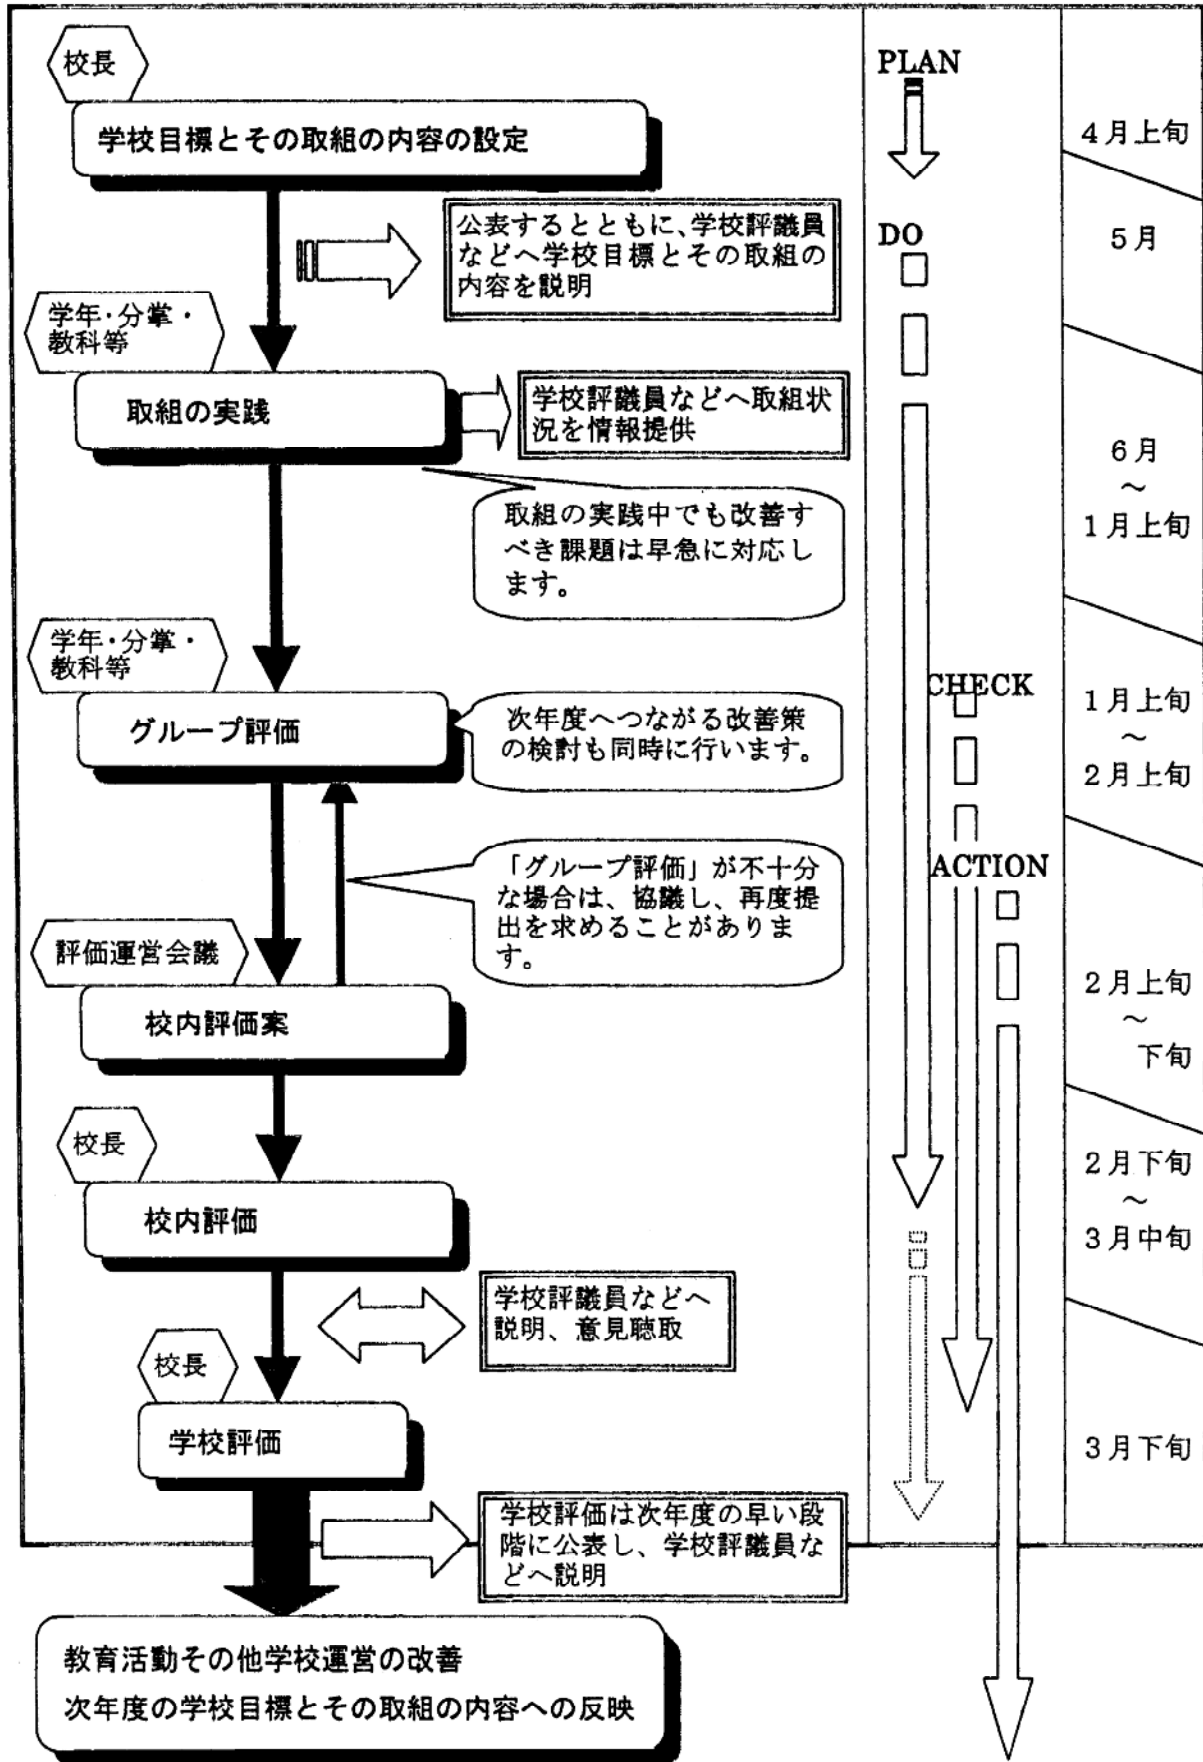 校長
学校目標とその取組の内容の設定
公表するとともに、学校評議員
などへ学校目標とその取組の
内容を説明
学年・分掌・
教科等
取組の実践
学校評議員などへ取組状
況を情報提供
取組の実践中でも改善す
べき課題は早急に対応し
ます。
学年・分掌・
教科等
グループ評価
次年度へつながる改善策
の検討も同時に行います。
「グループ評価」が不十分
な場合は、協議し、再度提
出を求めることがありま
す。
評価運営会議
校内評価案
校長
校内評価
学校評議員などへ
説明、意見聴取
校長
学校評価
学校評価は次年度の早い段
階に公表し、学校評議員な
どへ説明
教育活動その他学校運営の改善
次年度の学校目標とその取組の内容への反映
PLAN
DO
CHECK
ACTION
4月上旬
5月
6月
～
1月上旬
1月上旬
～
2月上旬
2月上旬
～
下旬
2月下旬
～
3月中旬
3月下旬